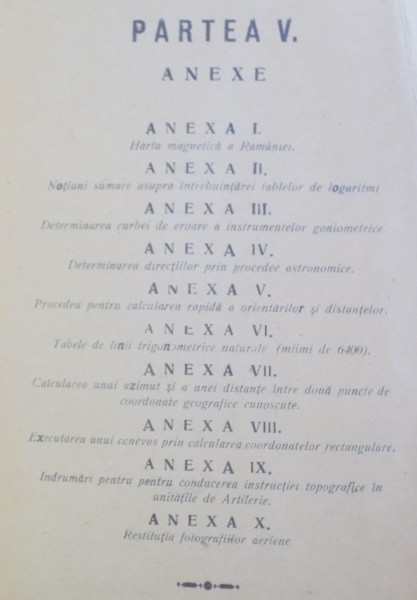 PARTEA V.
ANEXE
ANEXA I.
Harta magnetică a României.
ANEXA II.
Noțiuni sumare asupra întrebuințărei tablelor de logaritmi
ANEXA III.
Determinarea curbei de eroare a instrumentelor goniometrice.
ANEXA IV.
Determinarea direcțiilor prin procedee astronomice.
ANEXA V.
Procedea pentru calcularea rapidă a orientărilor și distanțelor.
ANEXA VI.
Tabele de linii trigonometrice naturale (miimi de 6400).
ANEXA VII.
Calcularea unui azimut și a unei distanțe între două puncte de
coordonate geografice cunoscute.
ANEXA VIII.
Executarea unui canevas prin calcularea coordonatelor rectangulare.
ANEXA IX.
Indrumări pentru pentru conducerea instrucției topografice în
unitățile de Artilerie.
ANEXA X.
Restituția fotografiilor aeriene.